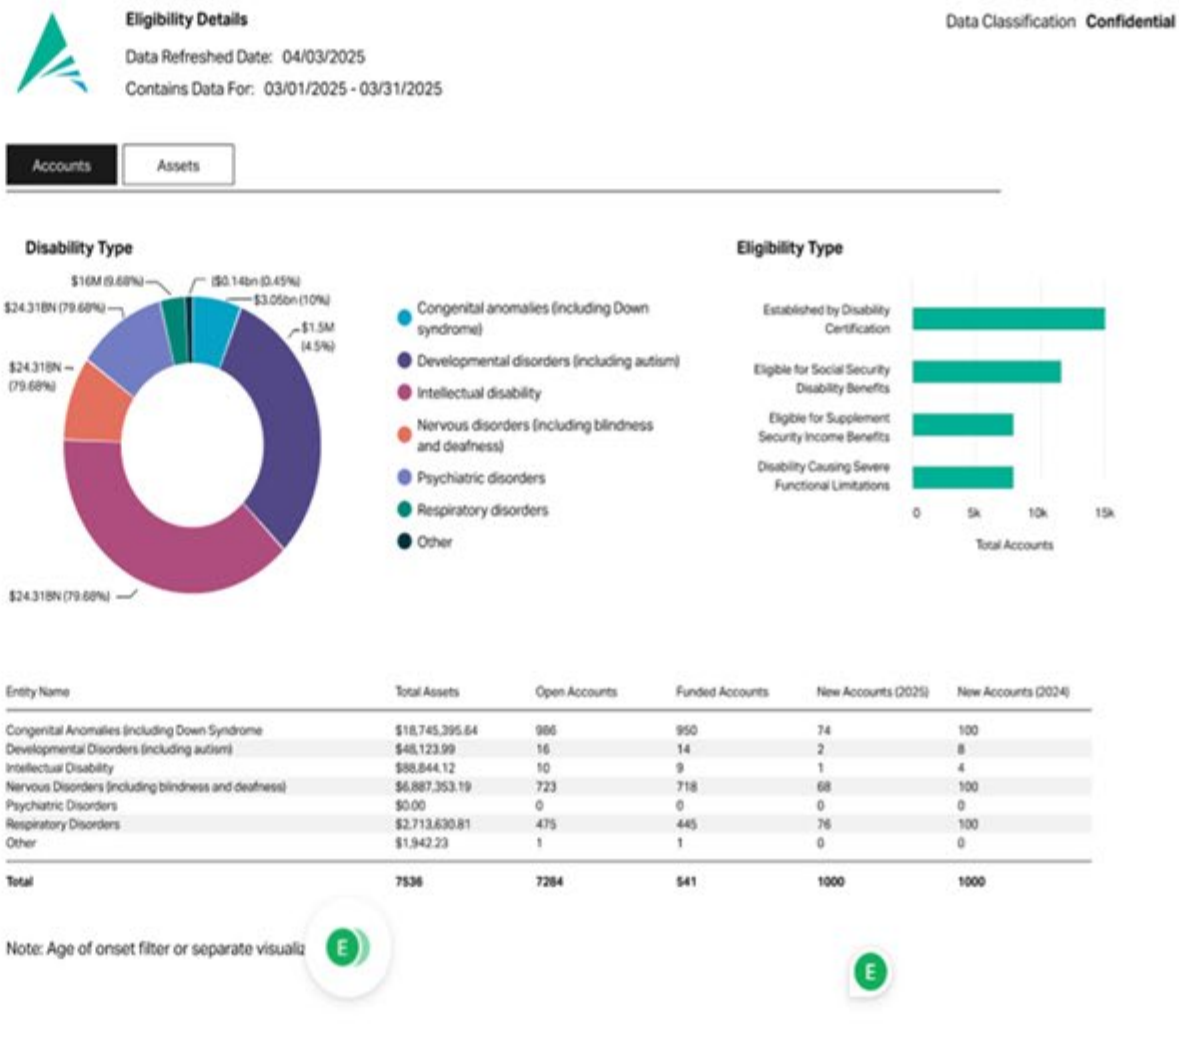 Eligibility Details
Data Classification Confidential
Data Refreshed Date: 04/03/2025
Contains Data For: 03/01/2025 - 03/31/2025
Accounts
Assets
Disability Type
$16M (9.68%)
($0.14bn (0.45%)
$24.31BN (79.68%)
$3.05bn (10%)
$1.5M
(4.5%)
$24.31BN
(79.68%)
$24.31BN (79.68%)
Congenital anomalies (including Down
syndrome)
Developmental disorders (including autism)
Intellectual disability
Nervous disorders (including blindness
and deafness)
Psychiatric disorders
Respiratory disorders
Other
Eligibility Type
Established by Disability
Certification
Eligible for Social Security
Disability Benefits
Eligible for Supplement
Security Income Benefits
Disability Causing Severe
Functional Limitations
0 5k 10k 15k
Total Accounts
Entity Name Total Assets Open Accounts Funded Accounts New Accounts (2025) New Accounts (2024)
Congenital Anomalies (including Down Syndrome $18,745,395.64 986 950 74 100
Developmental Disorders (including autism) $48,123.99 16 14 2 8
Intellectual Disability $88,844.12 10 9 1 4
Nervous Disorders (including blindness and deafness) $6,887,353.19 723 718 68 100
Psychiatric Disorders $0.00 0 0 0 0
Respiratory Disorders $2,713,630.81 475 445 76 100
Other $1,942.23 1 1 0 0
Total 7536 7284 541 1000 1000
Note: Age of onset filter or separate visualiz
E
E